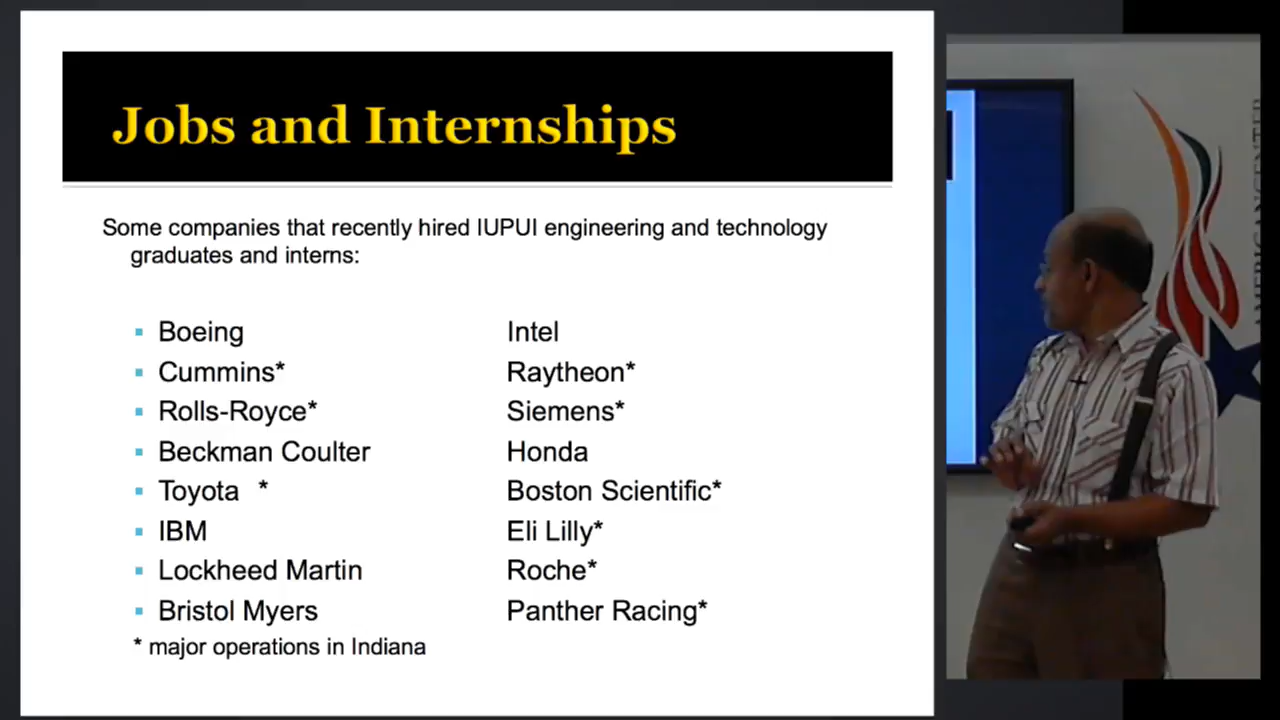 Jobs and Internships
Some companies that recently hired IUPUI engineering and technology
graduates and interns:
▪ Boeing Intel
▪ Cummins* Raytheon*
▪ Rolls-Royce* Siemens*
▪ Beckman Coulter Honda
▪ Toyota * Boston Scientific*
▪ IBM Eli Lilly*
▪ Lockheed Martin Roche*
▪ Bristol Myers Panther Racing*
* major operations in Indiana
AMERICANCENTER